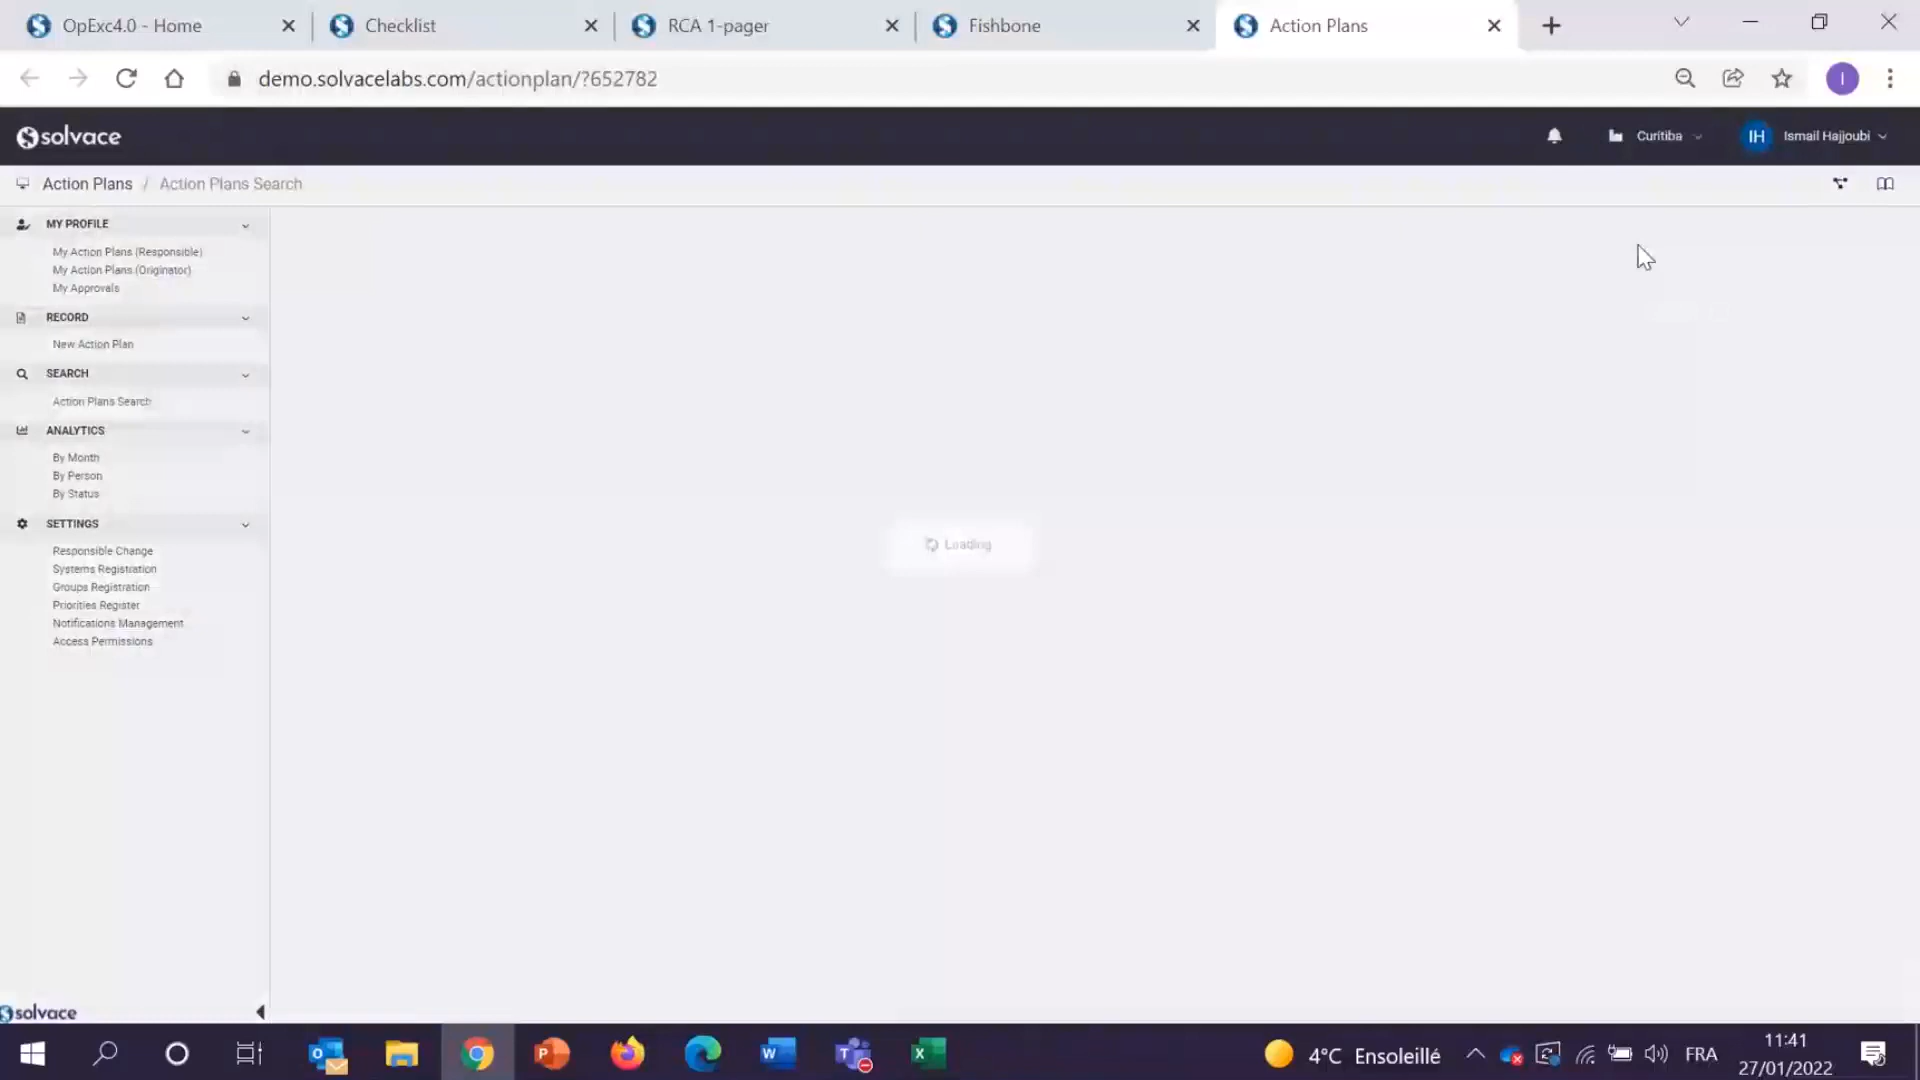 OpExc4.0 - Home
Checklist
RCA 1-pager
Fishbone
Action Plans
demo.solvacelabs.com/actionplan/?652782
I
solvace
Curitiba
IH
Ismail Hajjoubi
Action Plans / Action Plans Search
MY PROFILE
My Action Plans (Responsible)
My Action Plans (Originator)
My Approvals
RECORD
New Action Plan
SEARCH
Action Plans Search
ANALYTICS
By Month
By Person
By Status
SETTINGS
Responsible Change
Systems Registration
Groups Registration
Priorities Register
Notifications Management
Access Permissions
Loading
solvace
4°C Ensoleillé
FRA
11:41
27/01/2022